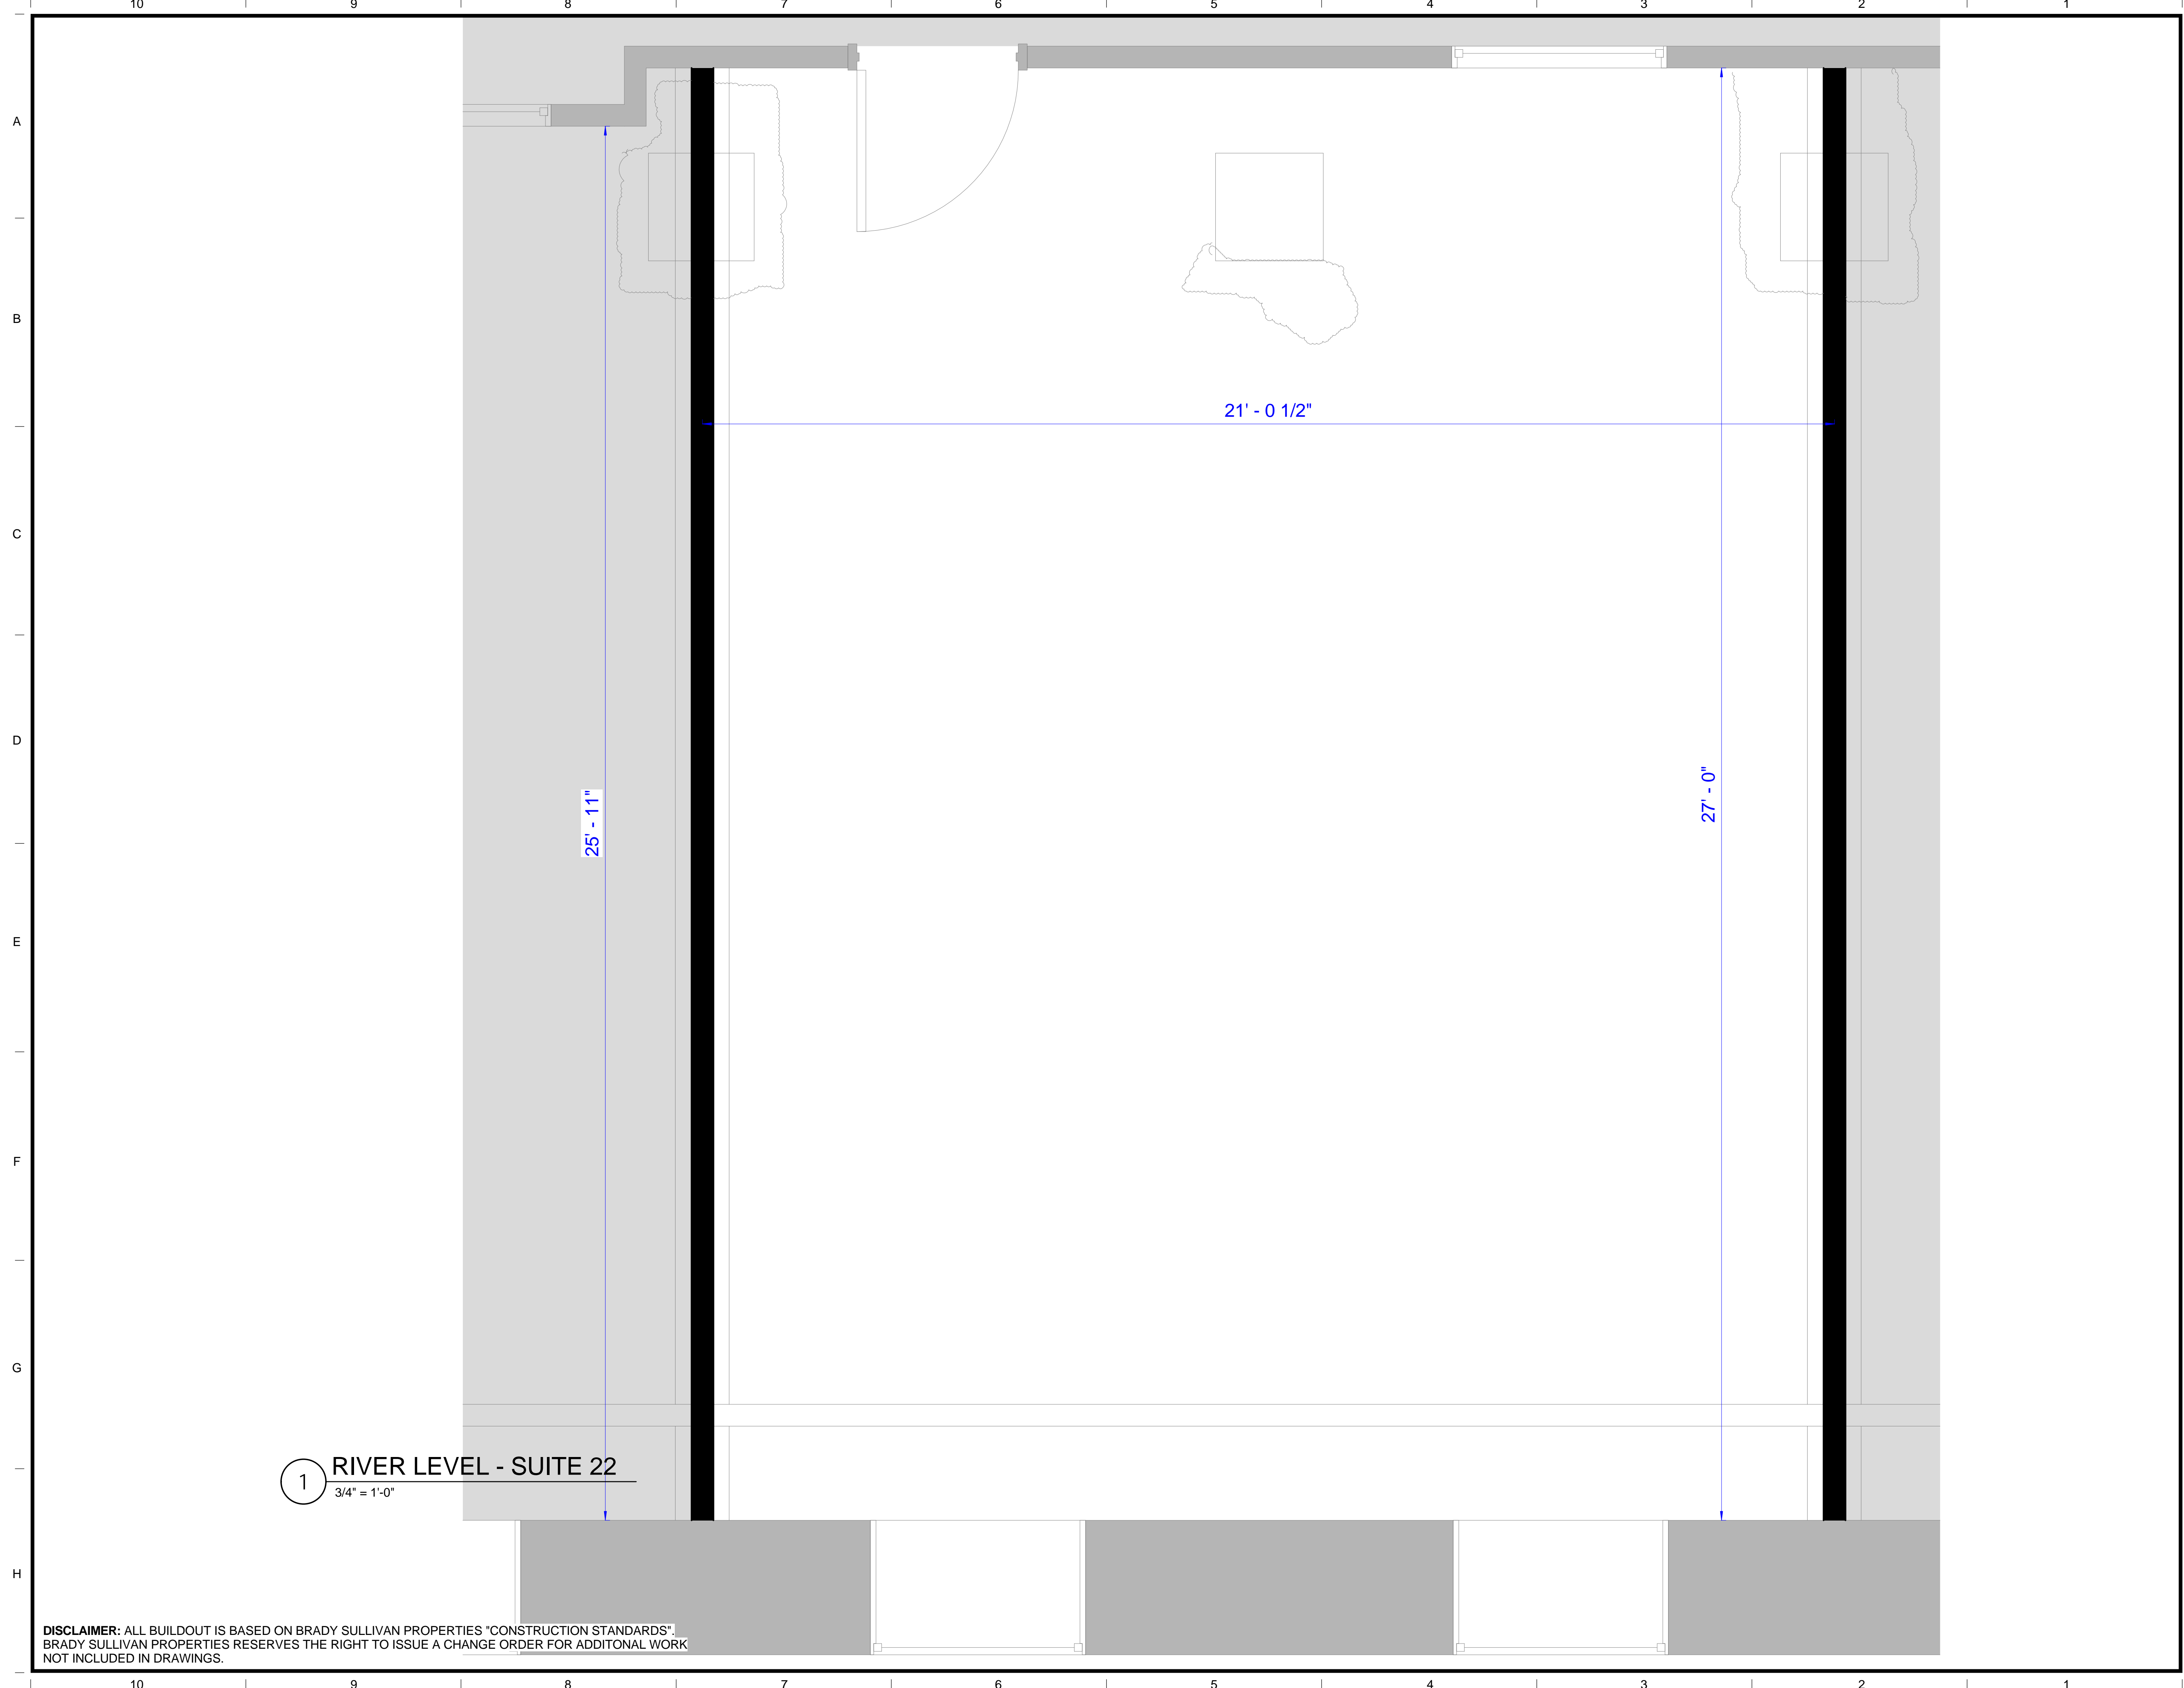 10 9 8 7 6 5 4 3 2 1
A
B
21' - 0 1/2"
C
D
27' - 0"
25' - 11"
E
F
G
1 RIVER LEVEL - SUITE 22
3/4" = 1'-0"
H
DISCLAIMER: ALL BUILDOUT IS BASED ON BRADY SULLIVAN PROPERTIES "CONSTRUCTION STANDARDS".
BRADY SULLIVAN PROPERTIES RESERVES THE RIGHT TO ISSUE A CHANGE ORDER FOR ADDITONAL WORK
NOT INCLUDED IN DRAWINGS.
10 9 8 7 6 5 4 3 2 1